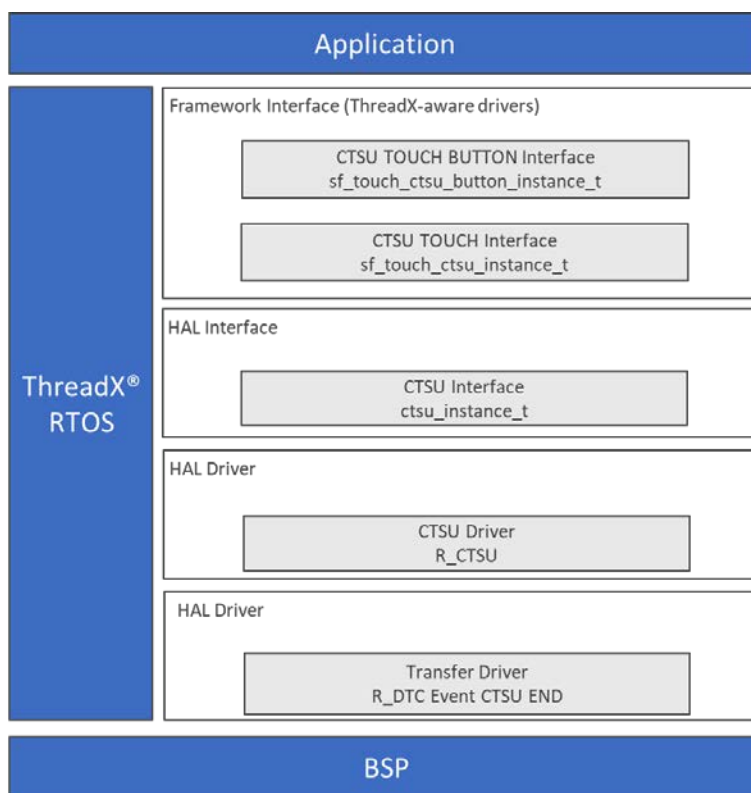 Application
ThreadX®
RTOS
Framework Interface (ThreadX-aware drivers)
CTSU TOUCH BUTTON Interface
sf_touch_ctsu_button_instance_t
CTSU TOUCH Interface
sf_touch_ctsu_instance_t
HAL Interface
CTSU Interface
ctsu_instance_t
HAL Driver
CTSU Driver
R_CTSU
HAL Driver
Transfer Driver
R_DTC Event CTSU END
BSP